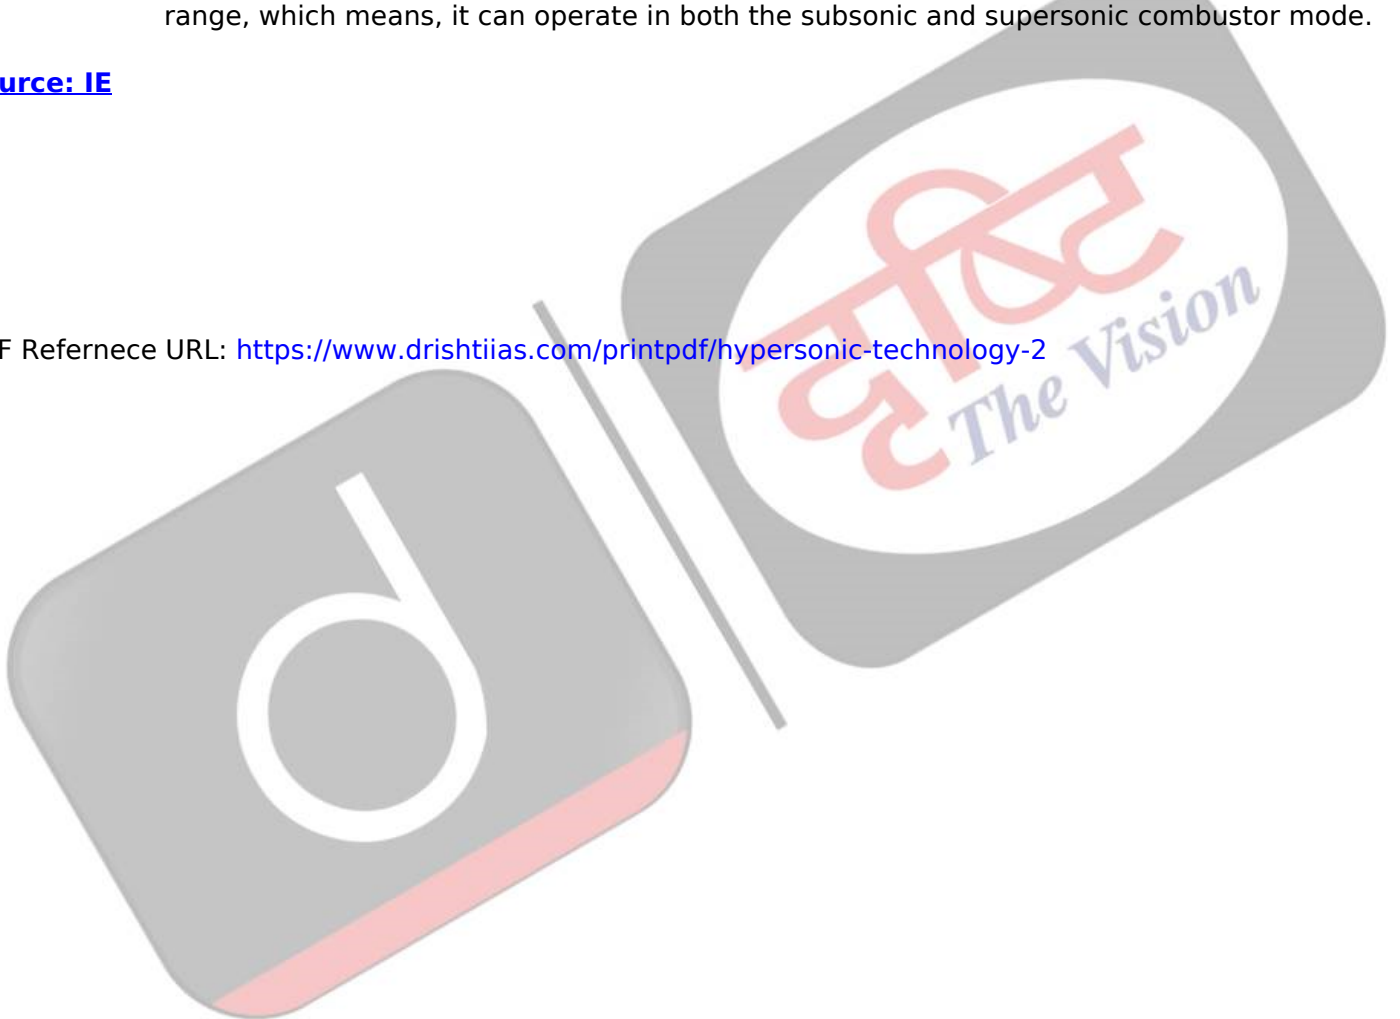 range, which means, it can operate in both the subsonic and supersonic combustor mode.
urce: IE
F Refernece URL: https://www.drishtiias.com/printpdf/hypersonic-technology-2
दृष्टि
The Vision
d